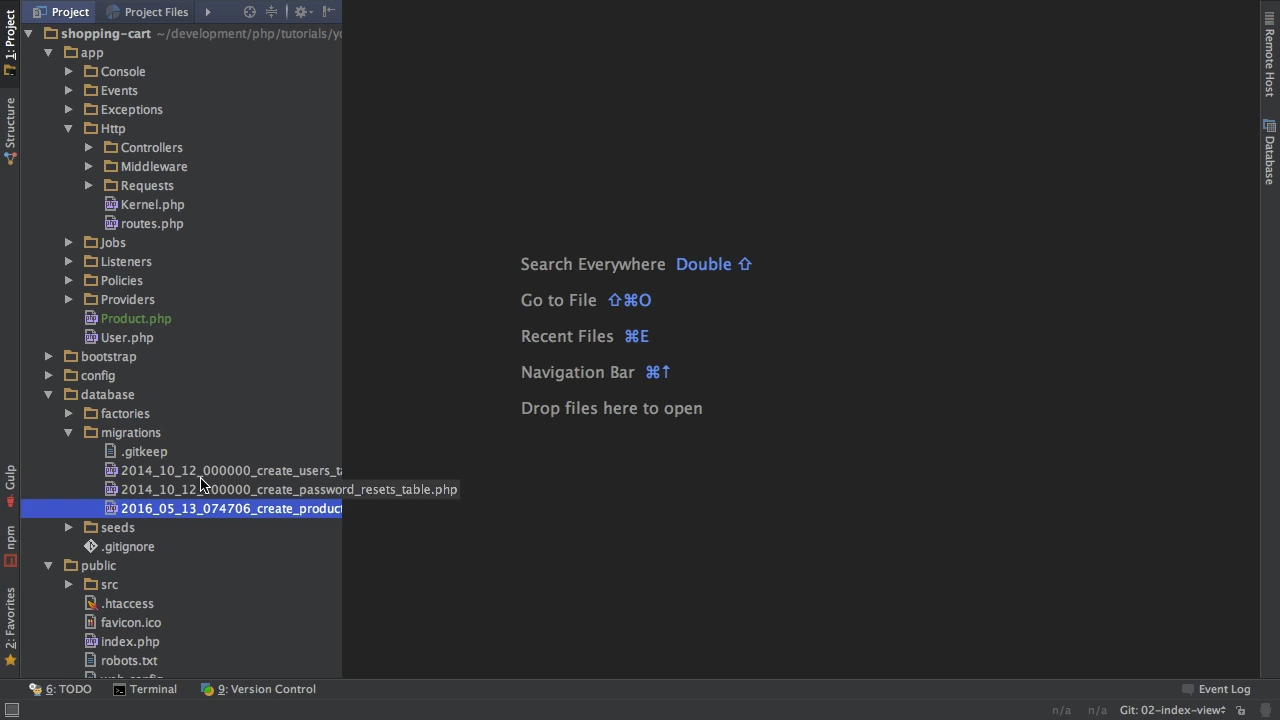 Project
Project Files
1: Project
Structure
Gulp
npm
2: Favorites
shopping-cart ~/development/php/tutorials/yo
app
Console
Events
Exceptions
Http
Controllers
Middleware
Requests
Kernel.php
routes.php
Jobs
Listeners
Policies
Providers
Product.php
User.php
bootstrap
config
database
factories
migrations
.gitkeep
2014_10_12_000000_create_users_ta
2014_10_12_000000_create_password_resets_table.php
2016_05_13_074706_create_product
seeds
.gitignore
public
src
.htaccess
favicon.ico
index.php
robots.txt
Search Everywhere Double ⇧
Go to File ⇧⌘O
Recent Files ⌘E
Navigation Bar ⌘↑
Drop files here to open
Remote Host
Database
6: TODO
Terminal
9: Version Control
Event Log
n/a
n/a
Git: 02-index-view